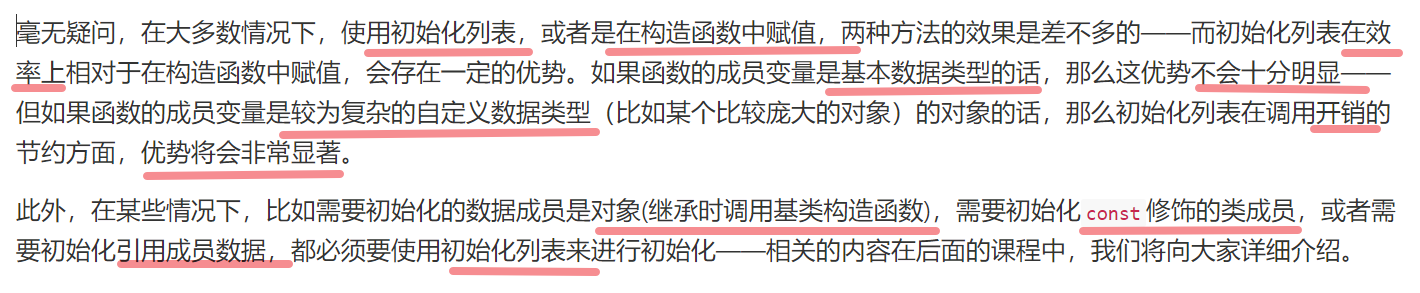 毫无疑问，在大多数情况下，使用初始化列表，或者是在构造函数中赋值，两种方法的效果是差不多的——而初始化列表在效
率上相对于在构造函数中赋值，会存在一定的优势。如果函数的成员变量是基本数据类型的话，那么这优势不会十分明显——
但如果函数的成员变量是较为复杂的自定义数据类型（比如某个比较庞大的对象）的对象的话，那么初始化列表在调用开销的
节约方面，优势将会非常显著。
此外，在某些情况下，比如需要初始化的数据成员是对象(继承时调用基类构造函数)，需要初始化const修饰的类成员，或者需
要初始化引用成员数据，都必须要使用初始化列表来进行初始化——相关的内容在后面的课程中，我们将向大家详细介绍。